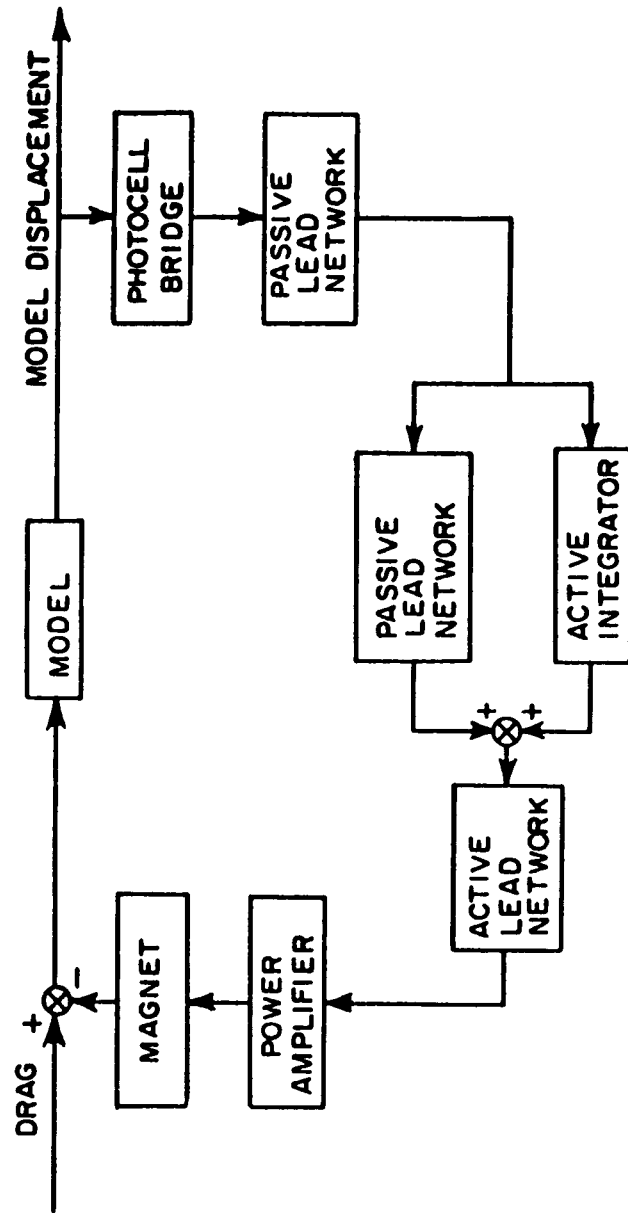 DRAG
+
-
MODEL
MODEL DISPLACEMENT
PHOTOCELL
BRIDGE
PASSIVE
LEAD
NETWORK
PASSIVE
LEAD
NETWORK
ACTIVE
INTEGRATOR
+
+
ACTIVE
LEAD
NETWORK
POWER
AMPLIFIER
MAGNET